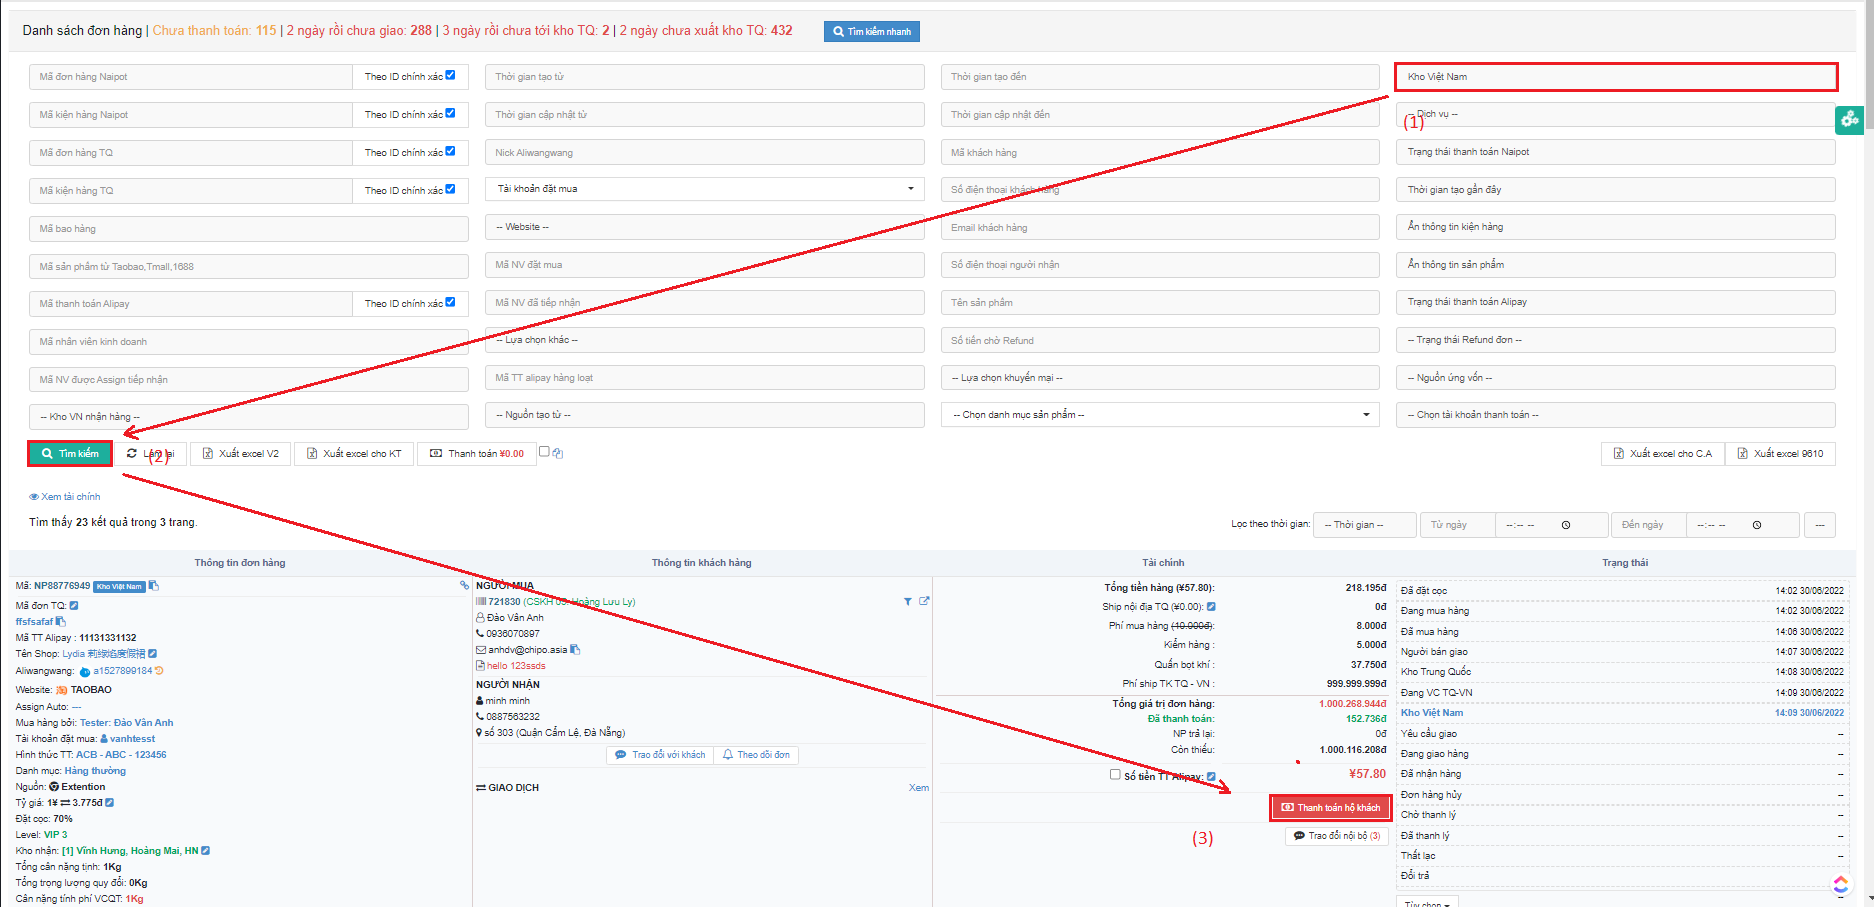 Danh sách đơn hàng | Chưa thanh toán: 115 | 2 ngày rồi chưa giao: 288 | 3 ngày rồi chưa tới kho TQ: 2 | 2 ngày chưa xuất kho TQ: 432 Tìm kiếm nhanh
Mã đơn hàng Naipot Theo ID chính xác Thời gian tạo từ Thời gian tạo đến Kho Việt Nam
Mã kiện hàng Naipot Theo ID chính xác Thời gian cập nhật từ Thời gian cập nhật đến -- Dịch vụ --
(1)
Mã đơn hàng TQ Theo ID chính xác Nick Aliwangwang Mã khách hàng Trạng thái thanh toán Naipot
Mã kiện hàng TQ Theo ID chính xác Tài khoản đặt mua Số điện thoại khách hàng Thời gian tạo gần đây
Mã bao hàng -- Website -- Email khách hàng Ẩn thông tin kiện hàng
Mã sản phẩm từ Taobao,Tmall,1688 Mã NV đặt mua Số điện thoại người nhận Ẩn thông tin sản phẩm
Mã thanh toán Alipay Theo ID chính xác Mã NV đã tiếp nhận Tên sản phẩm Trạng thái thanh toán Alipay
Mã nhân viên kinh doanh -- Lựa chọn khác -- Số tiền chờ Refund -- Trạng thái Refund đơn --
Mã NV được Assign tiếp nhận Mã TT alipay hàng loạt -- Lựa chọn khuyến mại -- -- Nguồn ứng vốn --
-- Kho VN nhận hàng -- -- Nguồn tạo từ -- -- Chọn danh mục sản phẩm -- -- Chọn tài khoản thanh toán --
Tìm kiếm Làm lại Xuất excel V2 Xuất excel cho KT Thanh toán ¥0.00 Xuất excel cho C.A Xuất excel 9610
(2)
Xem tài chính
Tìm thấy 23 kết quả trong 3 trang. Lọc theo thời gian: -- Thời gian -- Từ ngày --:-- -- Đến ngày --:-- -- ---
Thông tin đơn hàng Thông tin khách hàng Tài chính Trạng thái
Mã: NP88776949 Kho Việt Nam
Mã đơn TQ:
ffsfsafaf
Mã TT Alipay : 11131331132
Tên Shop: Lydia
Aliwangwang: a1527899184
Website: TAOBAO
Assign Auto: ---
Mua hàng bởi: Tester: Đào Vân Anh
Tài khoản đặt mua: vanhtesst
Hình thức TT: ACB - ABC - 123456
Danh mục: Hàng thường
Nguồn: Extention
Tỷ giá: 1¥ 3.775đ
Đặt cọc: 70%
Level: VIP 3
Kho nhận: [1] Vĩnh Hưng, Hoàng Mai, HN
Tổng cân nặng tịnh: 1Kg
Tổng trọng lượng quy đổi: 0Kg
Cân nặng tính phí VCQT: 1Kg
NGƯỜI MUA
721830 (CSKH 05: Hoàng Lưu Ly)
Đào Vân Anh
0936070897
anhdv@chipo.asia
hello 123ssds
NGƯỜI NHẬN
minh minh
0887563232
số 303 (Quận Cẩm Lệ, Đà Nẵng)
Trao đổi với khách Theo dõi đơn
GIAO DỊCH Xem
Tổng tiền hàng (¥57.80): 218.195đ
Ship nội địa TQ (¥0.00): 0đ
Phí mua hàng (10.000đ): 8.000đ
Kiểm hàng : 5.000đ
Quấn bọt khí : 37.750đ
Phí ship TK TQ - VN : 999.999.999đ
Tổng giá trị đơn hàng: 1.000.268.944đ
Đã thanh toán: 152.736đ
NP trả lại: 0đ
Còn thiếu: 1.000.116.208đ
Số tiền TT Alipay: ¥57.80
Thanh toán hộ khách
(3)
Trao đổi nội bộ (3)
Đã đặt cọc 14:02 30/06/2022
Đang mua hàng 14:02 30/06/2022
Đã mua hàng 14:06 30/06/2022
Người bán giao 14:07 30/06/2022
Kho Trung Quốc 14:08 30/06/2022
Đang VC TQ-VN 14:09 30/06/2022
Kho Việt Nam 14:09 30/06/2022
Yêu cầu giao --
Đang giao hàng --
Đã nhận hàng --
Đơn hàng hủy --
Chờ thanh lý --
Đã thanh lý --
Thất lạc --
Đổi trả
--
Tùy chọn